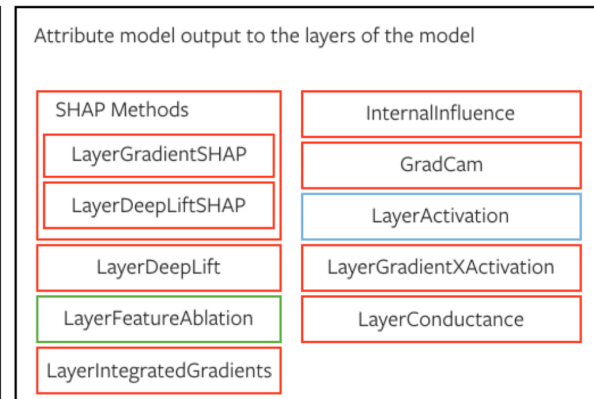 Attribute model output to the layers of the model
SHAP Methods
LayerGradientSHAP
LayerDeepLiftSHAP
LayerDeepLift
LayerFeatureAblation
LayerIntegratedGradients
InternalInfluence
GradCam
LayerActivation
LayerGradientXActivation
LayerConductance